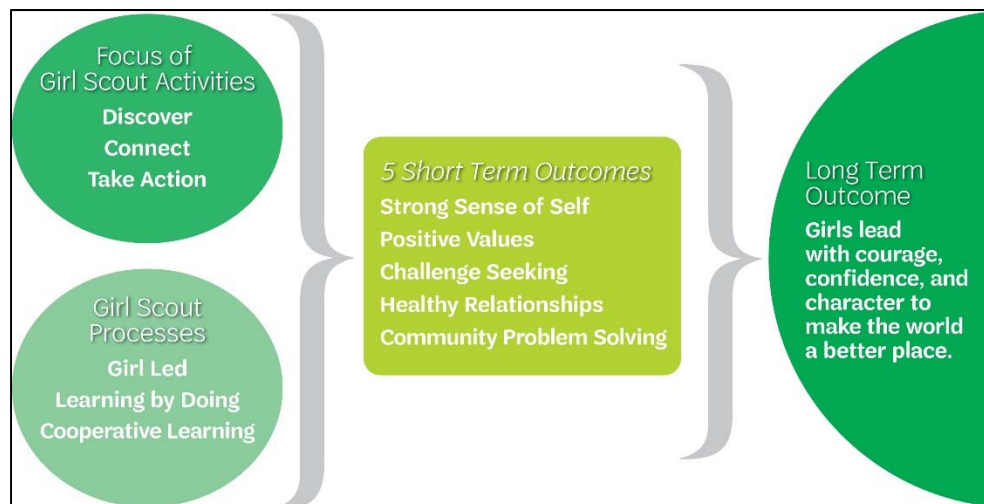 Focus of
Girl Scout Activities
Discover
Connect
Take Action
Girl Scout
Processes
Girl Led
Learning by Doing
Cooperative Learning
5 Short Term Outcomes
Strong Sense of Self
Positive Values
Challenge Seeking
Healthy Relationships
Community Problem Solving
Long Term
Outcome
Girls lead
with courage,
confidence, and
character to
make the world
a better place.